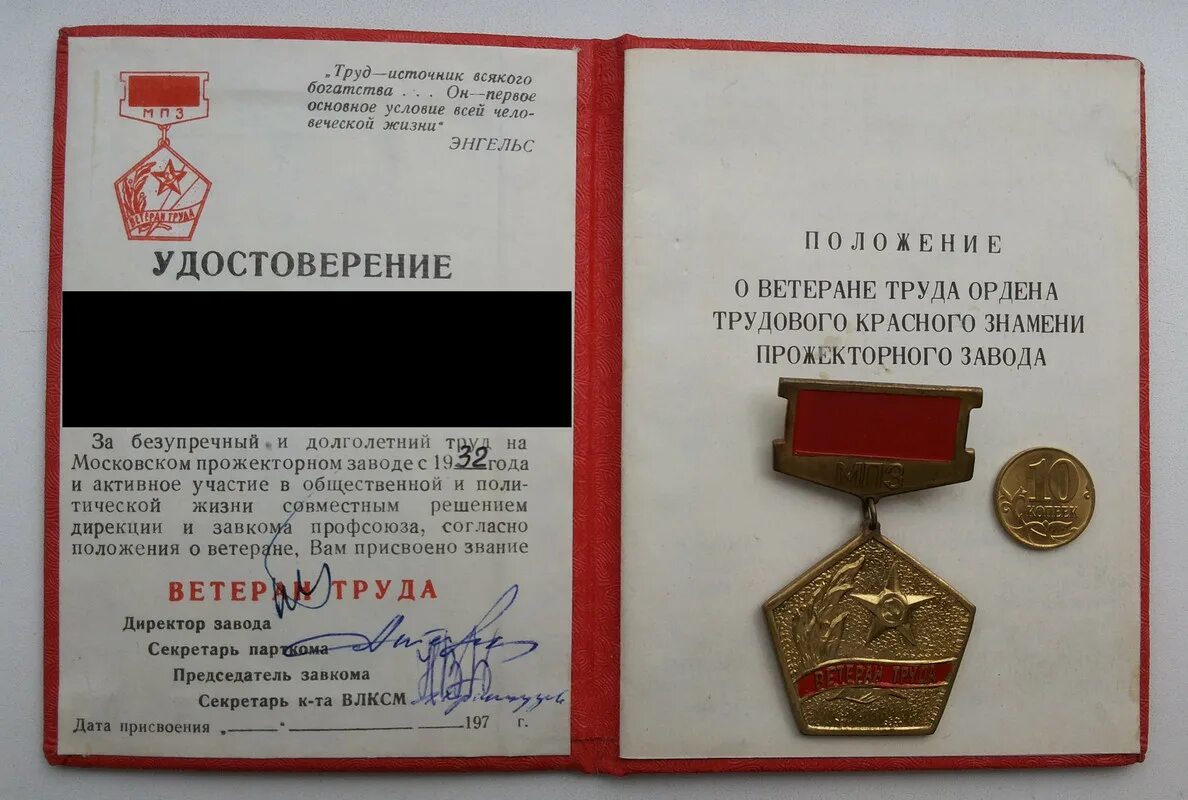 МПЗ
ВЕТЕРАН ТРУДА
„Труд—источник всякого
богатства . . . Он—первое
основное условие всей чело-
веческой жизни“
ЭНГЕЛЬС
УДОСТОВЕРЕНИЕ
За безупречный и долголетний труд на
Московском прожекторном заводе с 1932 года
и активное участие в общественной и поли-
тической жизни совместным решением
дирекции и завкома профсоюза, согласно
положения о ветеране, Вам присвоено звание
ВЕТЕРАН ТРУДА
Директор завода
Секретарь парткома
Председатель завкома
Секретарь к-та ВЛКСМ
Дата присвоения „____“ ____________197 г.
ПОЛОЖЕНИЕ
О ВЕТЕРАНЕ ТРУДА ОРДЕНА
ТРУДОВОГО КРАСНОГО ЗНАМЕНИ
ПРОЖЕКТОРНОГО ЗАВОДА
МПЗ
ВЕТЕРАН ТРУДА
10
КОПЕЕК